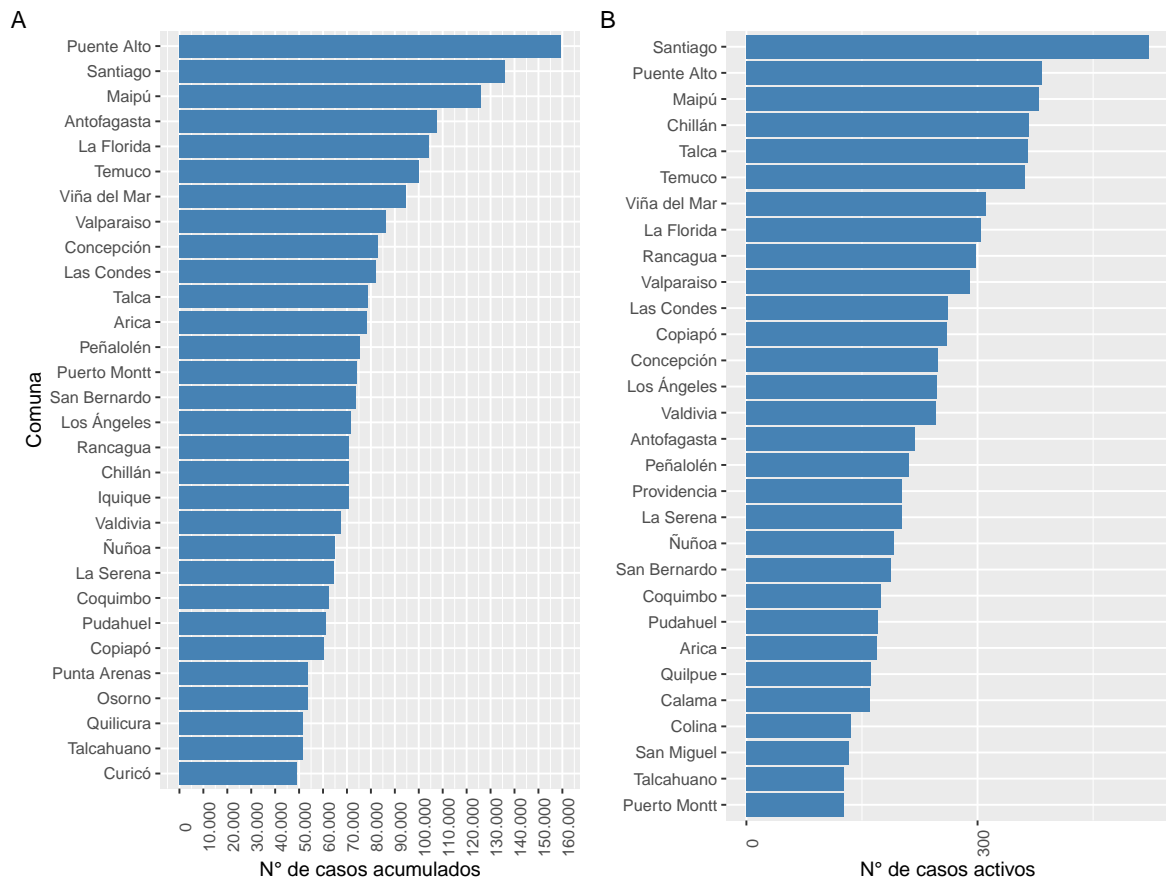 A
Comuna
Puente Alto
Santiago
Maipú
Antofagasta
La Florida
Temuco
Viña del Mar
Valparaiso
Concepción
Las Condes
Talca
Arica
Peñalolén
Puerto Montt
San Bernardo
Los Ángeles
Rancagua
Chillán
Iquique
Valdivia
Ñuñoa
La Serena
Coquimbo
Pudahuel
Copiapó
Punta Arenas
Osorno
Quilicura
Talcahuano
Curicó
0
10.000
20.000
30.000
40.000
50.000
60.000
70.000
80.000
90.000
100.000
110.000
120.000
130.000
140.000
150.000
160.000
N° de casos acumulados
B
Santiago
Puente Alto
Maipú
Chillán
Talca
Temuco
Viña del Mar
La Florida
Rancagua
Valparaiso
Las Condes
Copiapó
Concepción
Los Ángeles
Valdivia
Antofagasta
Peñalolén
Providencia
La Serena
Ñuñoa
San Bernardo
Coquimbo
Pudahuel
Arica
Quilpue
Calama
Colina
San Miguel
Talcahuano
Puerto Montt
0
300
N° de casos activos